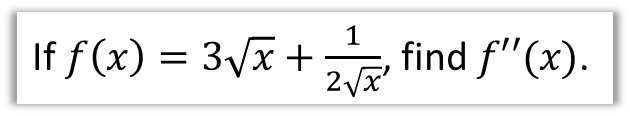 If f(x) = 3√x + 1/(2√x), find f''(x).